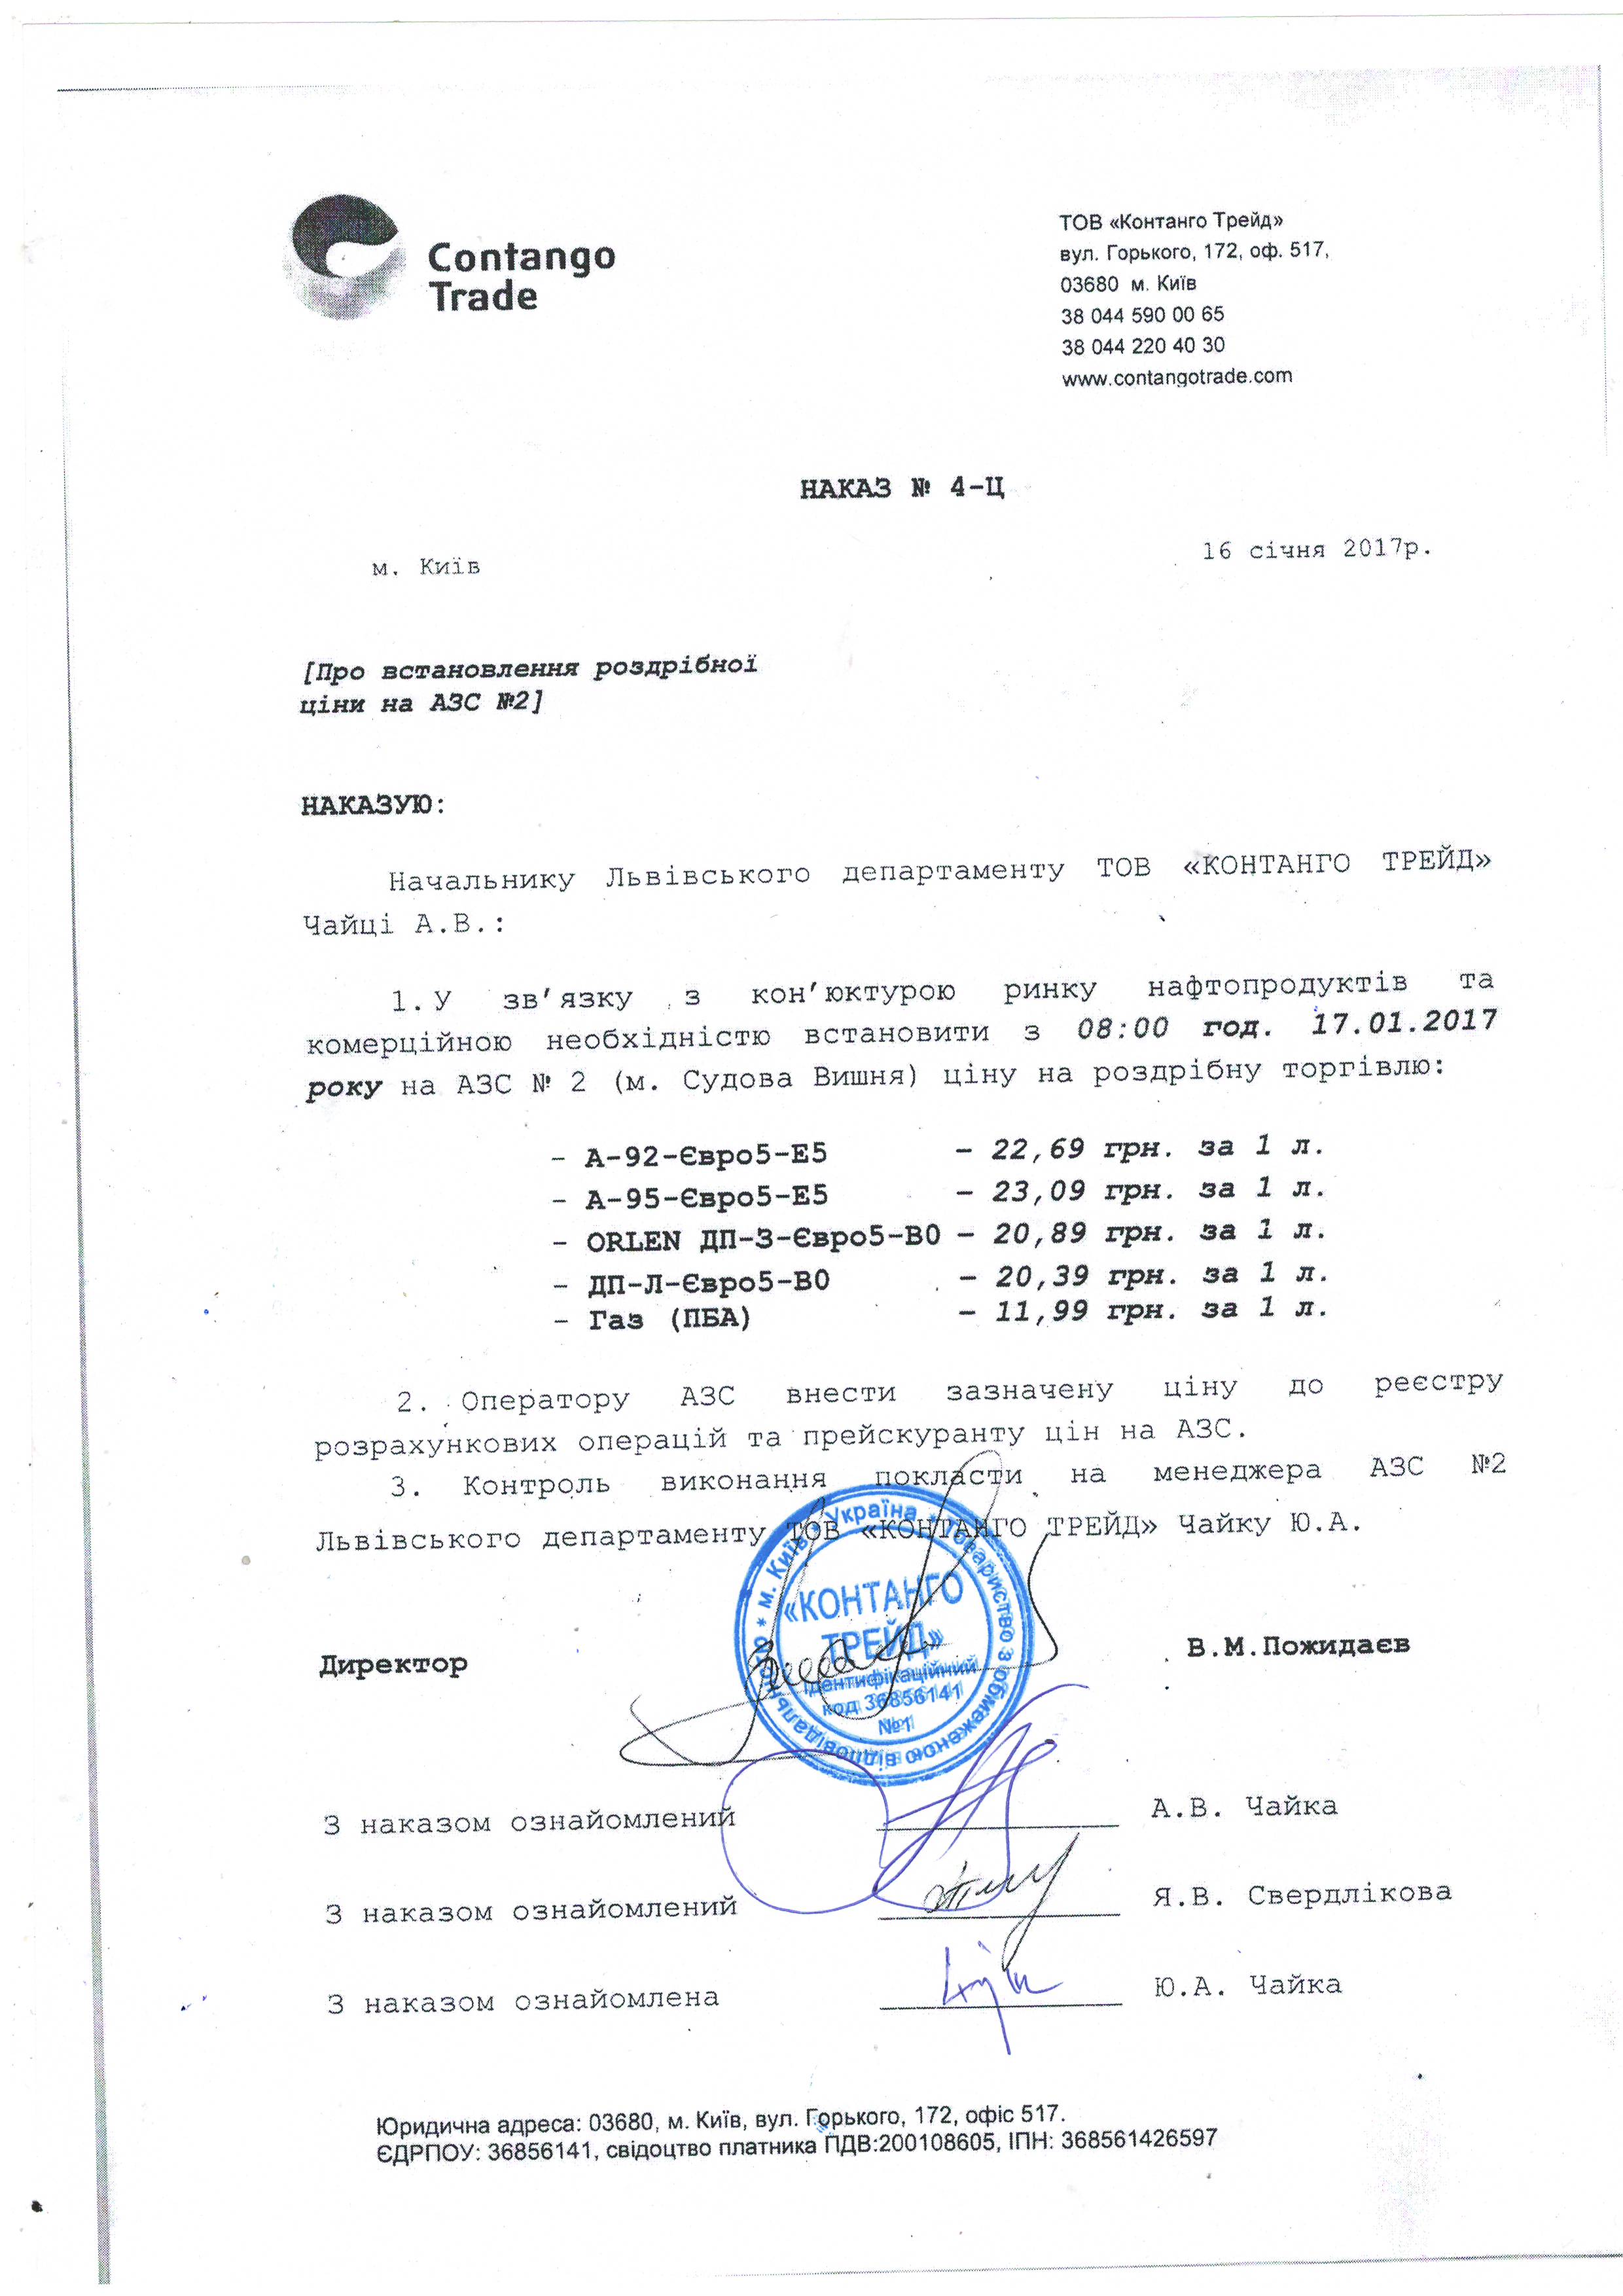 Contango
Trade
ТОВ «Контанго Трейд»
вул. Горького, 172, оф. 517,
03680 м. Київ
38 044 590 00 65
38 044 220 40 30
www.contangotrade.com
НАКАЗ № 4-Ц
м. Київ
16 січня 2017р.
[Про встановлення роздрібної
ціни на АЗС №2]
НАКАЗУЮ:
Начальнику Львівського департаменту ТОВ «КОНТАНГО ТРЕЙД»
Чайці А.В.:
1. У зв’язку з кон’юктурою ринку нафтопродуктів та
комерційною необхідністю встановити з 08:00 год. 17.01.2017
року на АЗС № 2 (м. Судова Вишня) ціну на роздрібну торгівлю:
- А-92-Євро5-Е5 - 22,69 грн. за 1 л.
- А-95-Євро5-Е5 - 23,09 грн. за 1 л.
- ORLEN ДП-З-Євро5-В0 - 20,89 грн. за 1 л.
- ДП-Л-Євро5-В0 - 20,39 грн. за 1 л.
- Газ (ПБА) - 11,99 грн. за 1 л.
2. Оператору АЗС внести зазначену ціну до реєстру
розрахункових операцій та прейскуранту цін на АЗС.
3. Контроль виконання покласти на менеджера АЗС №2
Львівського департаменту ТОВ «КОНТАНГО ТРЕЙД» Чайку Ю.А.
* м. Київ * Україна * Товариство з обмеженою відповідальністю
«КОНТАНГО
ТРЕЙД»
Ідентифікаційний
код 36856141
№1
Директор
В.М.Пожидаєв
З наказом ознайомлений А.В. Чайка
З наказом ознайомлений Я.В. Свердлікова
З наказом ознайомлена Ю.А. Чайка
Юридична адреса: 03680, м. Київ, вул. Горького, 172, офіс 517.
ЄДРПОУ: 36856141, свідоцтво платника ПДВ:200108605, ІПН: 368561426597